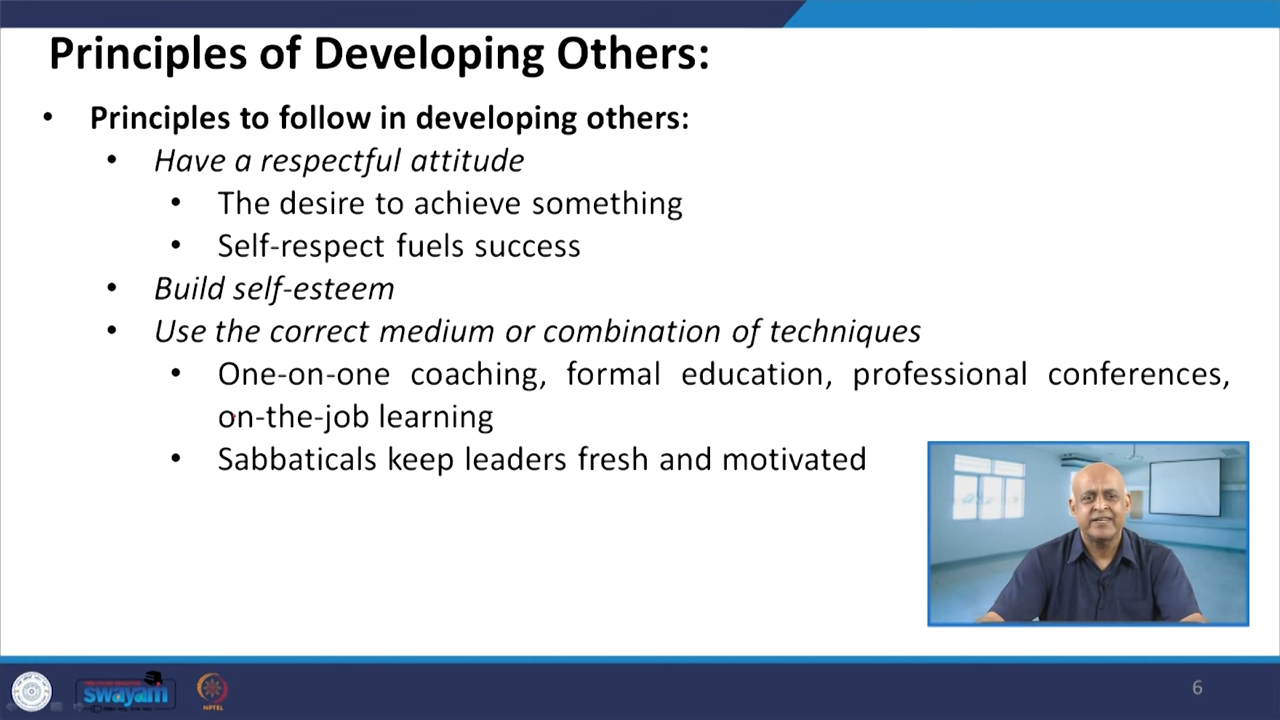 Principles of Developing Others:
• Principles to follow in developing others:
• Have a respectful attitude
• The desire to achieve something
• Self-respect fuels success
• Build self-esteem
• Use the correct medium or combination of techniques
• One-on-one coaching, formal education, professional conferences,
on-the-job learning
• Sabbaticals keep leaders fresh and motivated
swayam
NPTEL
6